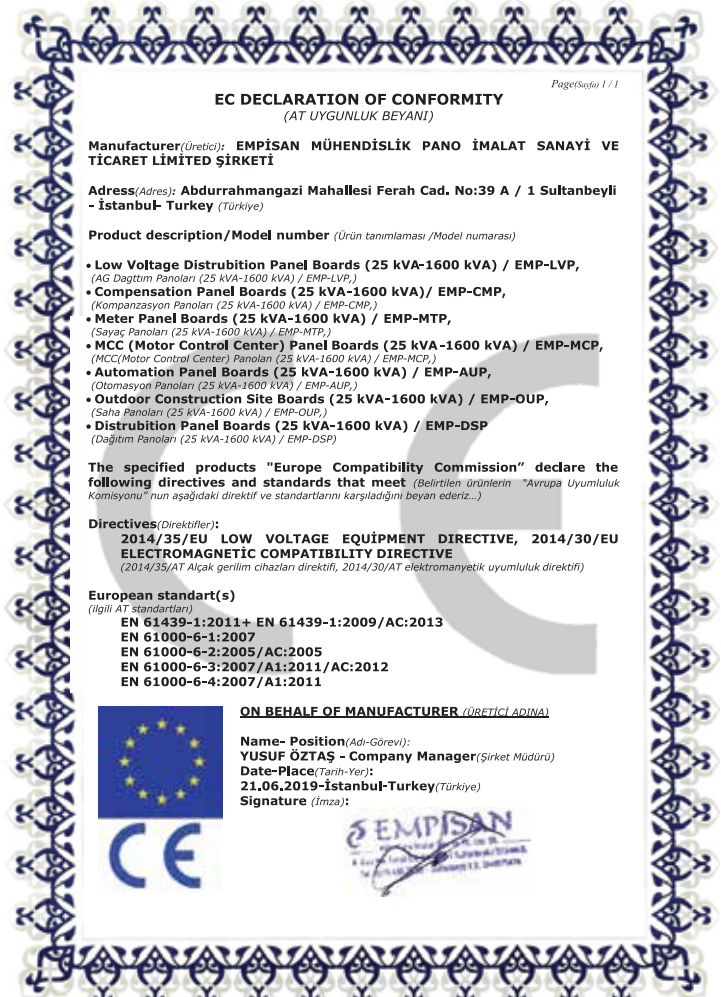 Page(Sayfa) 1 / 1
EC DECLARATION OF CONFORMITY
(AT UYGUNLUK BEYANI)
Manufacturer(Üretici): EMPİSAN MÜHENDİSLİK PANO İMALAT SANAYİ VE
TİCARET LİMİTED ŞİRKETİ
Adress(Adres): Abdurrahmangazi Mahallesi Ferah Cad. No:39 A / 1 Sultanbeyli
- İstanbul- Turkey (Türkiye)
Product description/Model number (Ürün tanımlaması /Model numarası)
• Low Voltage Distrubition Panel Boards (25 kVA-1600 kVA) / EMP-LVP,
(AG Dagttım Panoları (25 kVA-1600 kVA) / EMP-LVP,)
• Compensation Panel Boards (25 kVA-1600 kVA)/ EMP-CMP,
(Kompanzasyon Panoları (25 kVA-1600 kVA) / EMP-CMP,)
• Meter Panel Boards (25 kVA-1600 kVA) / EMP-MTP,
(Sayaç Panoları (25 kVA-1600 kVA) / EMP-MTP,)
• MCC (Motor Control Center) Panel Boards (25 kVA-1600 kVA) / EMP-MCP,
(MCC(Motor Control Center) Panolan (25 kVA-1600 kVA) / EMP-MCP,)
• Automation Panel Boards (25 kVA-1600 kVA) / EMP-AUP,
(Otomasyon Panoları (25 kVA-1600 kVA) / EMP-AUP,)
• Outdoor Construction Site Boards (25 kVA-1600 kVA) / EMP-OUP,
(Saha Panoları (25 kVA-1600 kVA) / EMP-OUP,)
• Distrubition Panel Boards (25 kVA-1600 kVA) / EMP-DSP
(Dağıtım Panoları (25 kVA-1600 kVA) / EMP-DSP)
The specified products "Europe Compatibility Commission” declare the
following directives and standards that meet (Belirtilen ürünlerin “Avrupa Uyumluluk
Komisyonu” nun aşağıdaki direktif ve standartlarını karşıladığını beyan ederiz…)
Directives(Direktifler):
2014/35/EU LOW VOLTAGE EQUİPMENT DIRECTIVE, 2014/30/EU
ELECTROMAGNETİC COMPATIBILITY DIRECTIVE
(2014/35/AT Alçak gerilim cihazları direktifi, 2014/30/AT elektromanyetik uyumluluk direktifi)
European standart(s)
(ilgili AT standartları)
EN 61439-1:2011+ EN 61439-1:2009/AC:2013
EN 61000-6-1:2007
EN 61000-6-2:2005/AC:2005
EN 61000-6-3:2007/A1:2011/AC:2012
EN 61000-6-4:2007/A1:2011
ON BEHALF OF MANUFACTURER (ÜRETİCİ ADINA)
Name- Position(Adı-Görevi):
YUSUF ÖZTAŞ - Company Manager(Şirket Müdürü)
Date-Place(Tarih-Yer):
21.06.2019-İstanbul-Turkey(Türkiye)
Signature (İmza):
EMPİSAN
CE